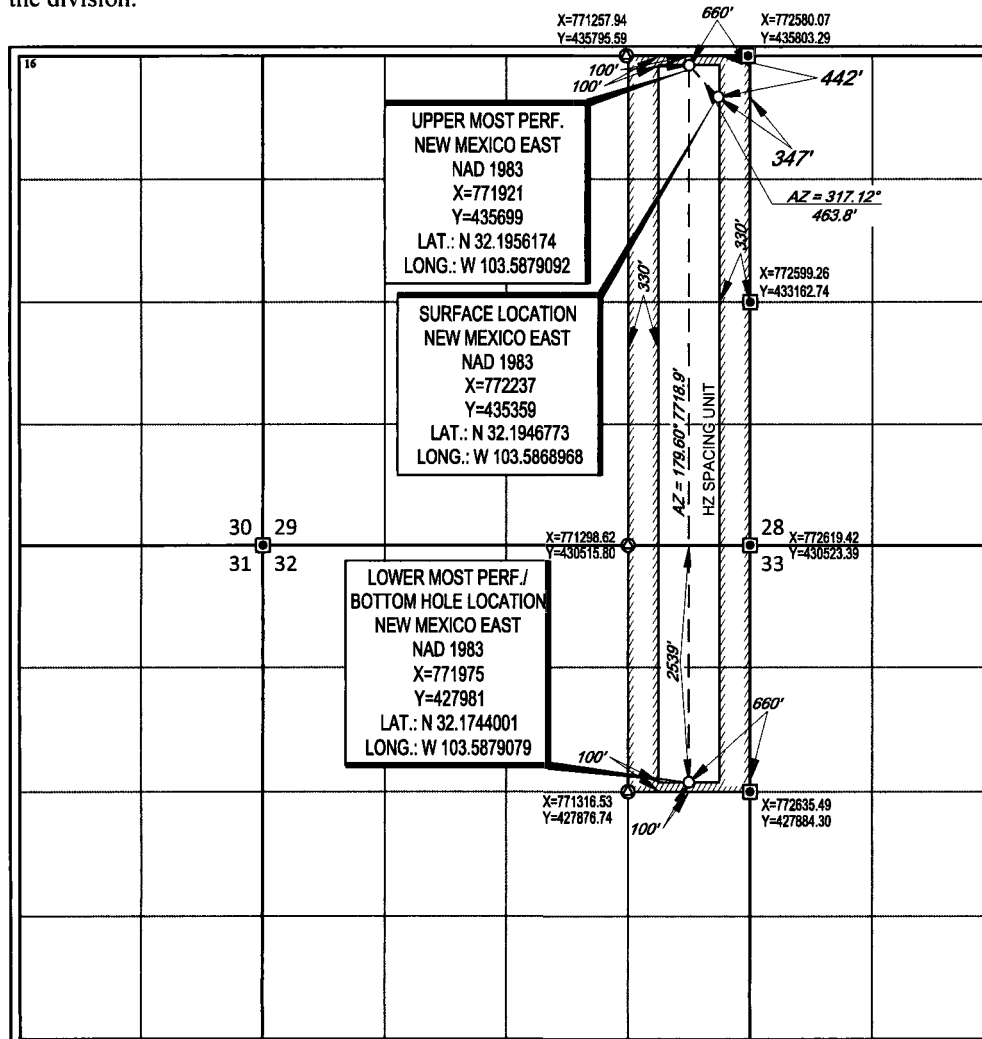 the division.
16
X=771257.94
Y=435795.59
660'
X=772580.07
Y=435803.29
100'
100'
442'
347'
AZ = 317.12°
463.8'
UPPER MOST PERF.
NEW MEXICO EAST
NAD 1983
X=771921
Y=435699
LAT.: N 32.1956174
LONG.: W 103.5879092
330'
330'
X=772599.26
Y=433162.74
SURFACE LOCATION
NEW MEXICO EAST
NAD 1983
X=772237
Y=435359
LAT.: N 32.1946773
LONG.: W 103.5868968
AZ = 179.60° 7718.9'
HZ SPACING UNIT
30 29
31 32
X=771298.62
Y=430515.80
28
33
X=772619.42
Y=430523.39
LOWER MOST PERF./
BOTTOM HOLE LOCATION
NEW MEXICO EAST
NAD 1983
X=771975
Y=427981
LAT.: N 32.1744001
LONG.: W 103.5879079
2539'
660'
100'
X=771316.53
Y=427876.74
100'
X=772635.49
Y=427884.30